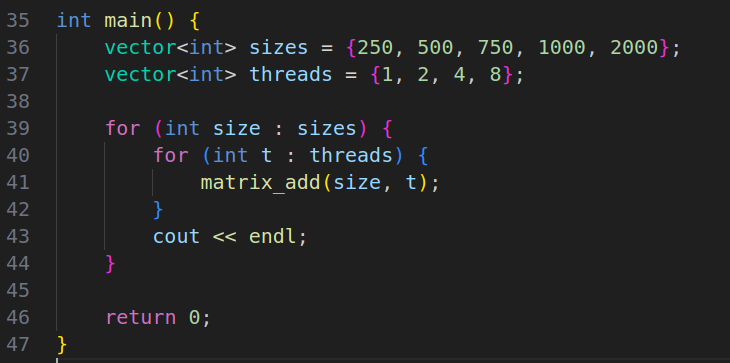 35 int main() {
36     vector<int> sizes = {250, 500, 750, 1000, 2000};
37     vector<int> threads = {1, 2, 4, 8};
38
39     for (int size : sizes) {
40         for (int t : threads) {
41             matrix_add(size, t);
42         }
43         cout << endl;
44     }
45
46     return 0;
47 }